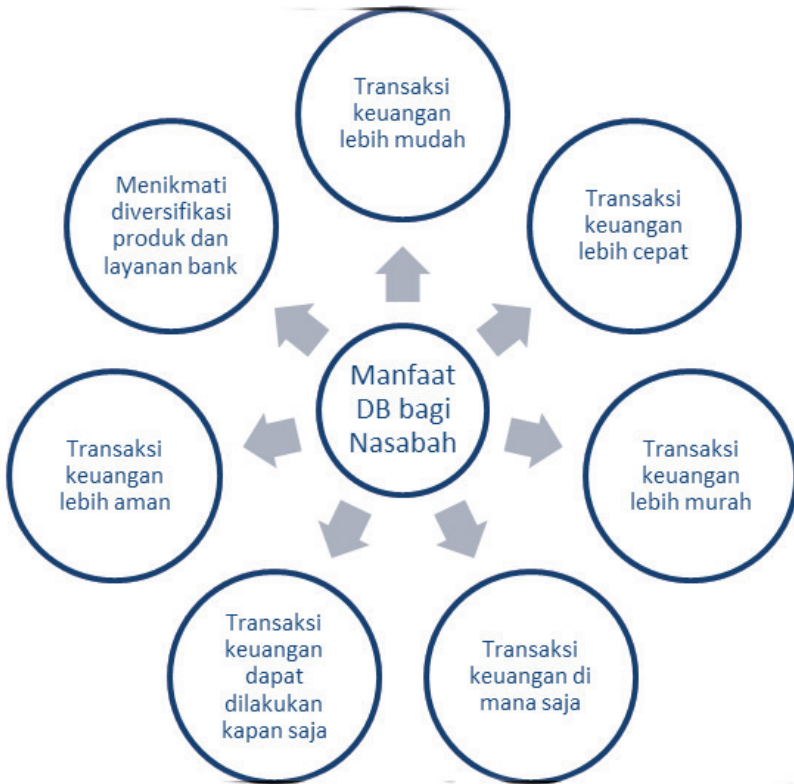 Transaksi
keuangan
lebih mudah
Transaksi
keuangan
lebih cepat
Transaksi
keuangan
lebih murah
Transaksi
keuangan di
mana saja
Transaksi
keuangan
dapat
dilakukan
kapan saja
Transaksi
keuangan
lebih aman
Menikmati
diversifikasi
produk dan
layanan bank
Manfaat
DB bagi
Nasabah